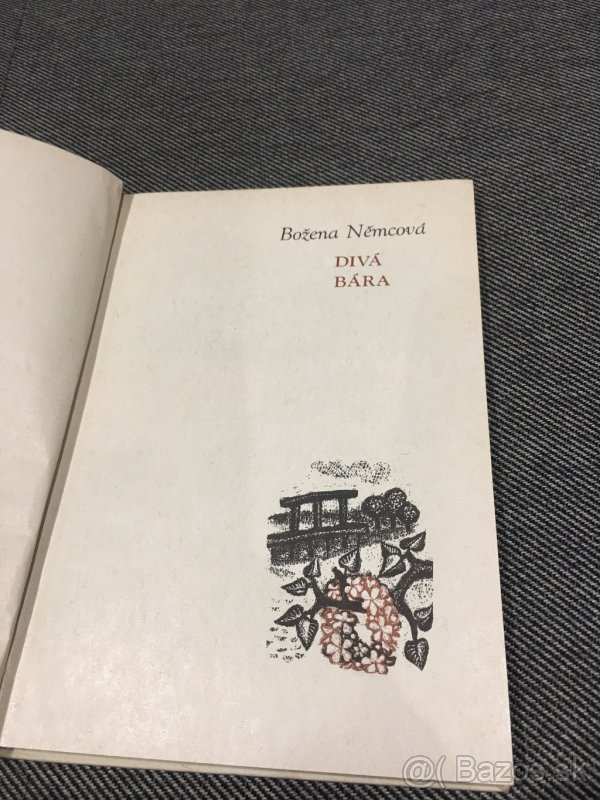 Božena Němcová
DIVÁ
BÁRA
@( Bazos.sk